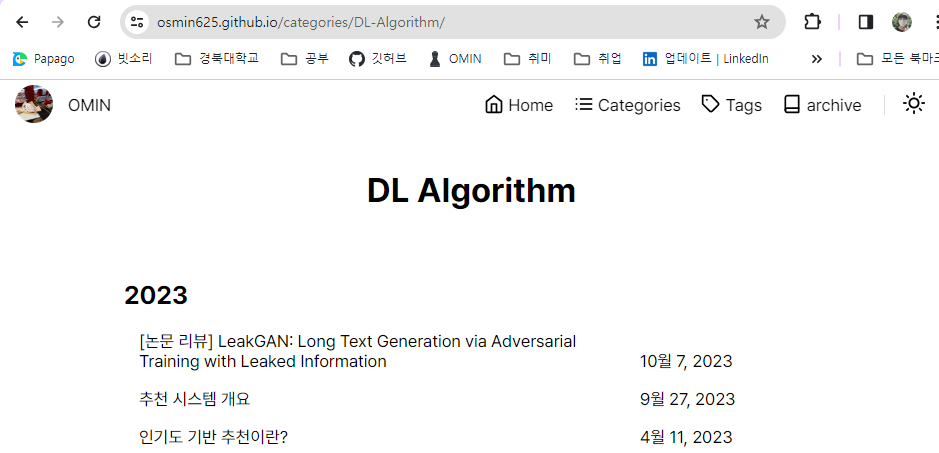 osmin625.github.io/categories/DL-Algorithm/
Papago 빗소리 경북대학교 공부 깃허브 OMIN 취미 취업 업데이트 | LinkedIn » 모든 북마크
OMIN Home Categories Tags archive
DL Algorithm
2023
[논문 리뷰] LeakGAN: Long Text Generation via Adversarial
Training with Leaked Information 10월 7, 2023
추천 시스템 개요 9월 27, 2023
인기도 기반 추천이란? 4월 11, 2023